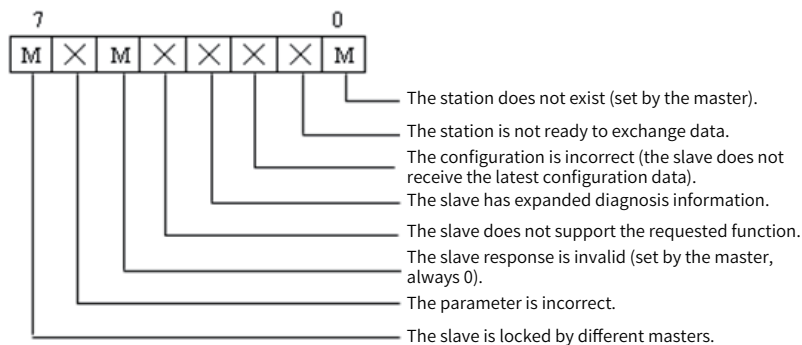 7 0
M X M X X X X M
The station does not exist (set by the master).
The station is not ready to exchange data.
The configuration is incorrect (the slave does not
receive the latest configuration data).
The slave has expanded diagnosis information.
The slave does not support the requested function.
The slave response is invalid (set by the master,
always 0).
The parameter is incorrect.
The slave is locked by different masters.